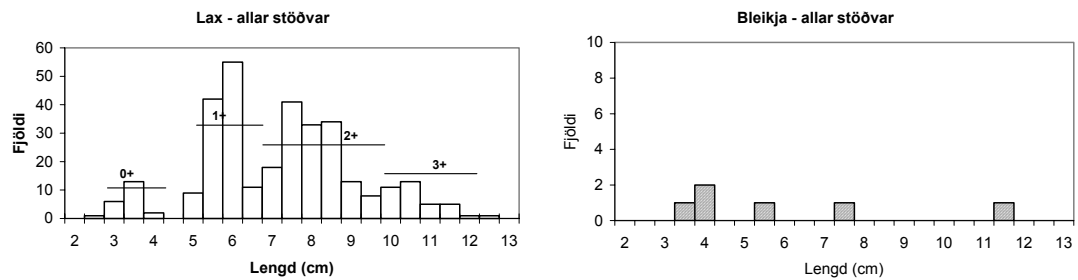 Lax - allar stöðvar
Fjöldi
60
50
40
30
20
10
0
0+
1+
2+
3+
2 3 4 5 6 7 8 9 10 11 12 13
Lengd (cm)
Bleikja - allar stöðvar
Fjöldi
10
8
6
4
2
0
2 3 4 5 6 7 8 9 10 11 12 13
Lengd (cm)